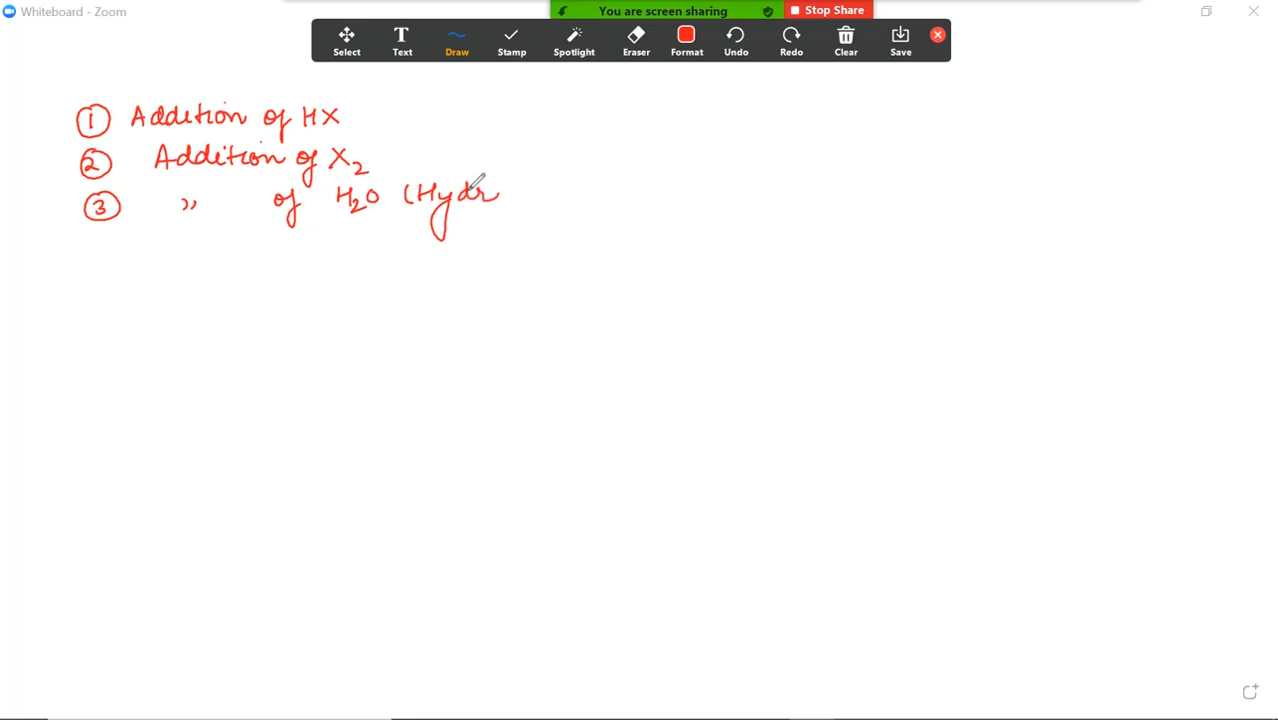 Whiteboard - Zoom
You are screen sharing
Stop Share
Select Text Draw Stamp Spotlight Eraser Format Undo Redo Clear Save
① Addition of HX
② Addition of X₂
③ " of H₂O (Hydr